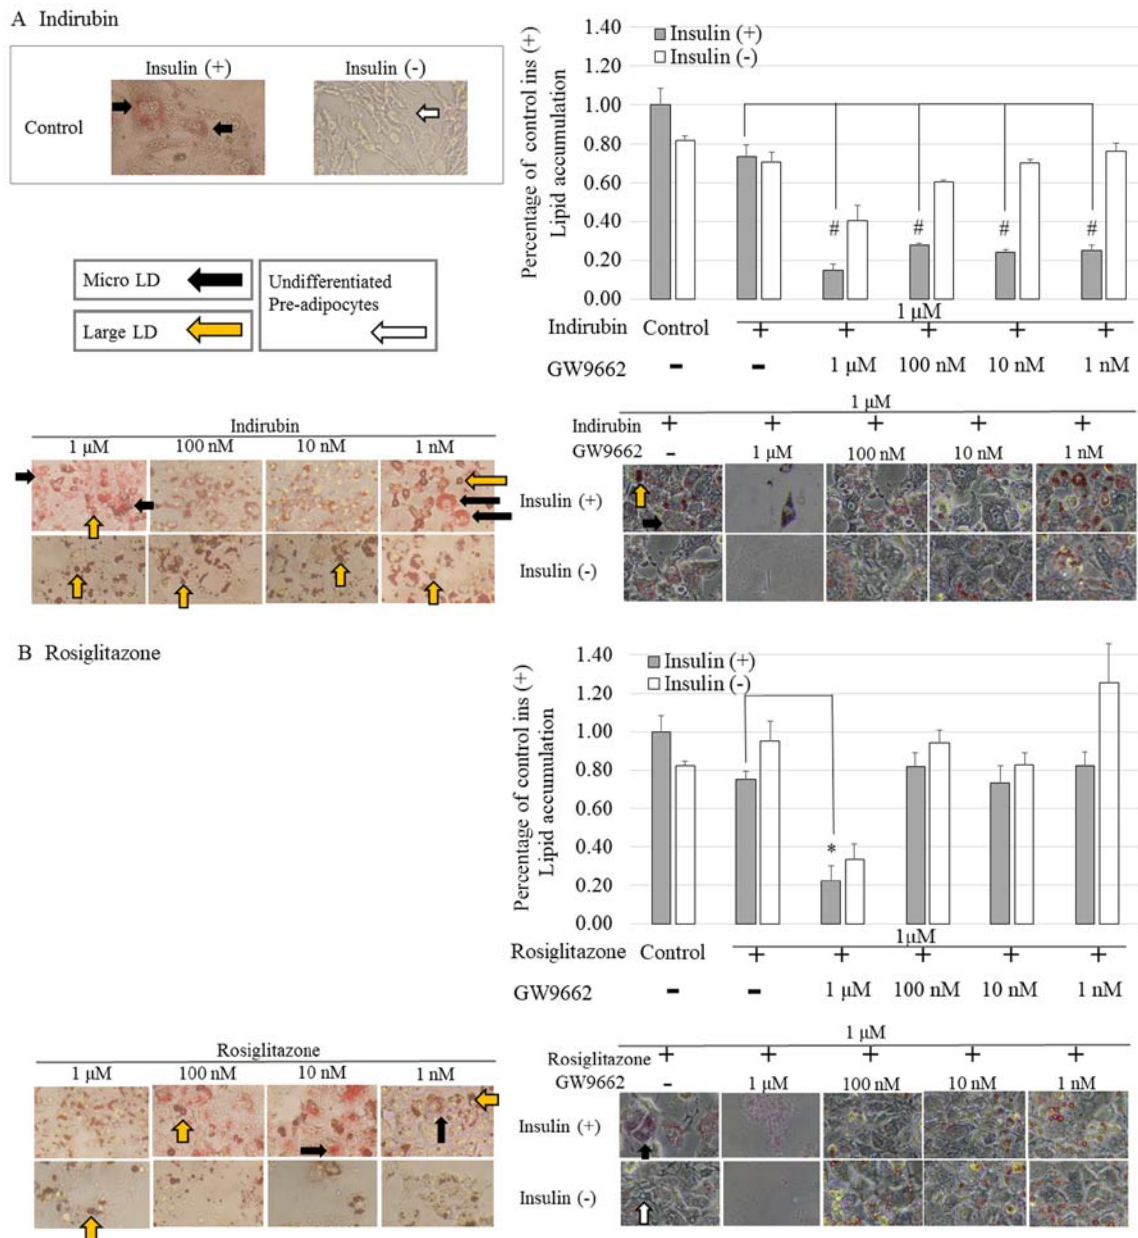 A Indirubin
Insulin (+) Insulin (-)
Control
Micro LD
Large LD
Undifferentiated
Pre-adipocytes
Percentage of control ins (+)
Lipid accumulation
1.40
1.20
1.00
0.80
0.60
0.40
0.20
0.00
Insulin (+)
Insulin (-)
# # # #
1 μM
Indirubin Control + + + + +
GW9662 - - 1 μM 100 nM 10 nM 1 nM
Indirubin
1 μM 100 nM 10 nM 1 nM
1 μM
Indirubin + + + + +
GW9662 - 1 μM 100 nM 10 nM 1 nM
Insulin (+)
Insulin (-)
B Rosiglitazone
Percentage of control ins (+)
Lipid accumulation
1.40
1.20
1.00
0.80
0.60
0.40
0.20
0.00
Insulin (+)
Insulin (-)
*
1μM
Rosiglitazone Control + + + + +
GW9662 - - 1 μM 100 nM 10 nM 1 nM
Rosiglitazone
1 μM 100 nM 10 nM 1 nM
1 μM
Rosiglitazone + + + + +
GW9662 - 1 μM 100 nM 10 nM 1 nM
Insulin (+)
Insulin (-)